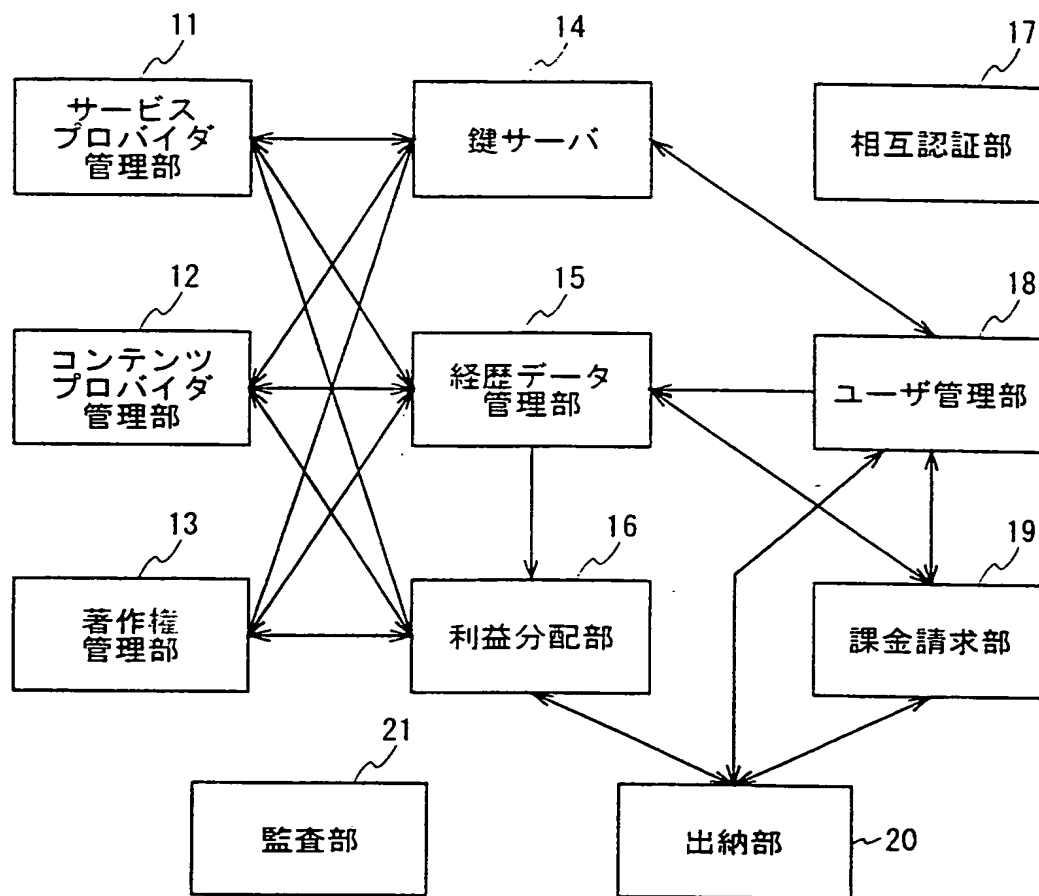 11
サービス
プロバイダ
管理部
14
鍵サーバ
17
相互認証部
12
コンテンツ
プロバイダ
管理部
15
経歴データ
管理部
18
ユーザ管理部
13
著作権
管理部
16
利益分配部
19
課金請求部
21
監査部
出納部
20